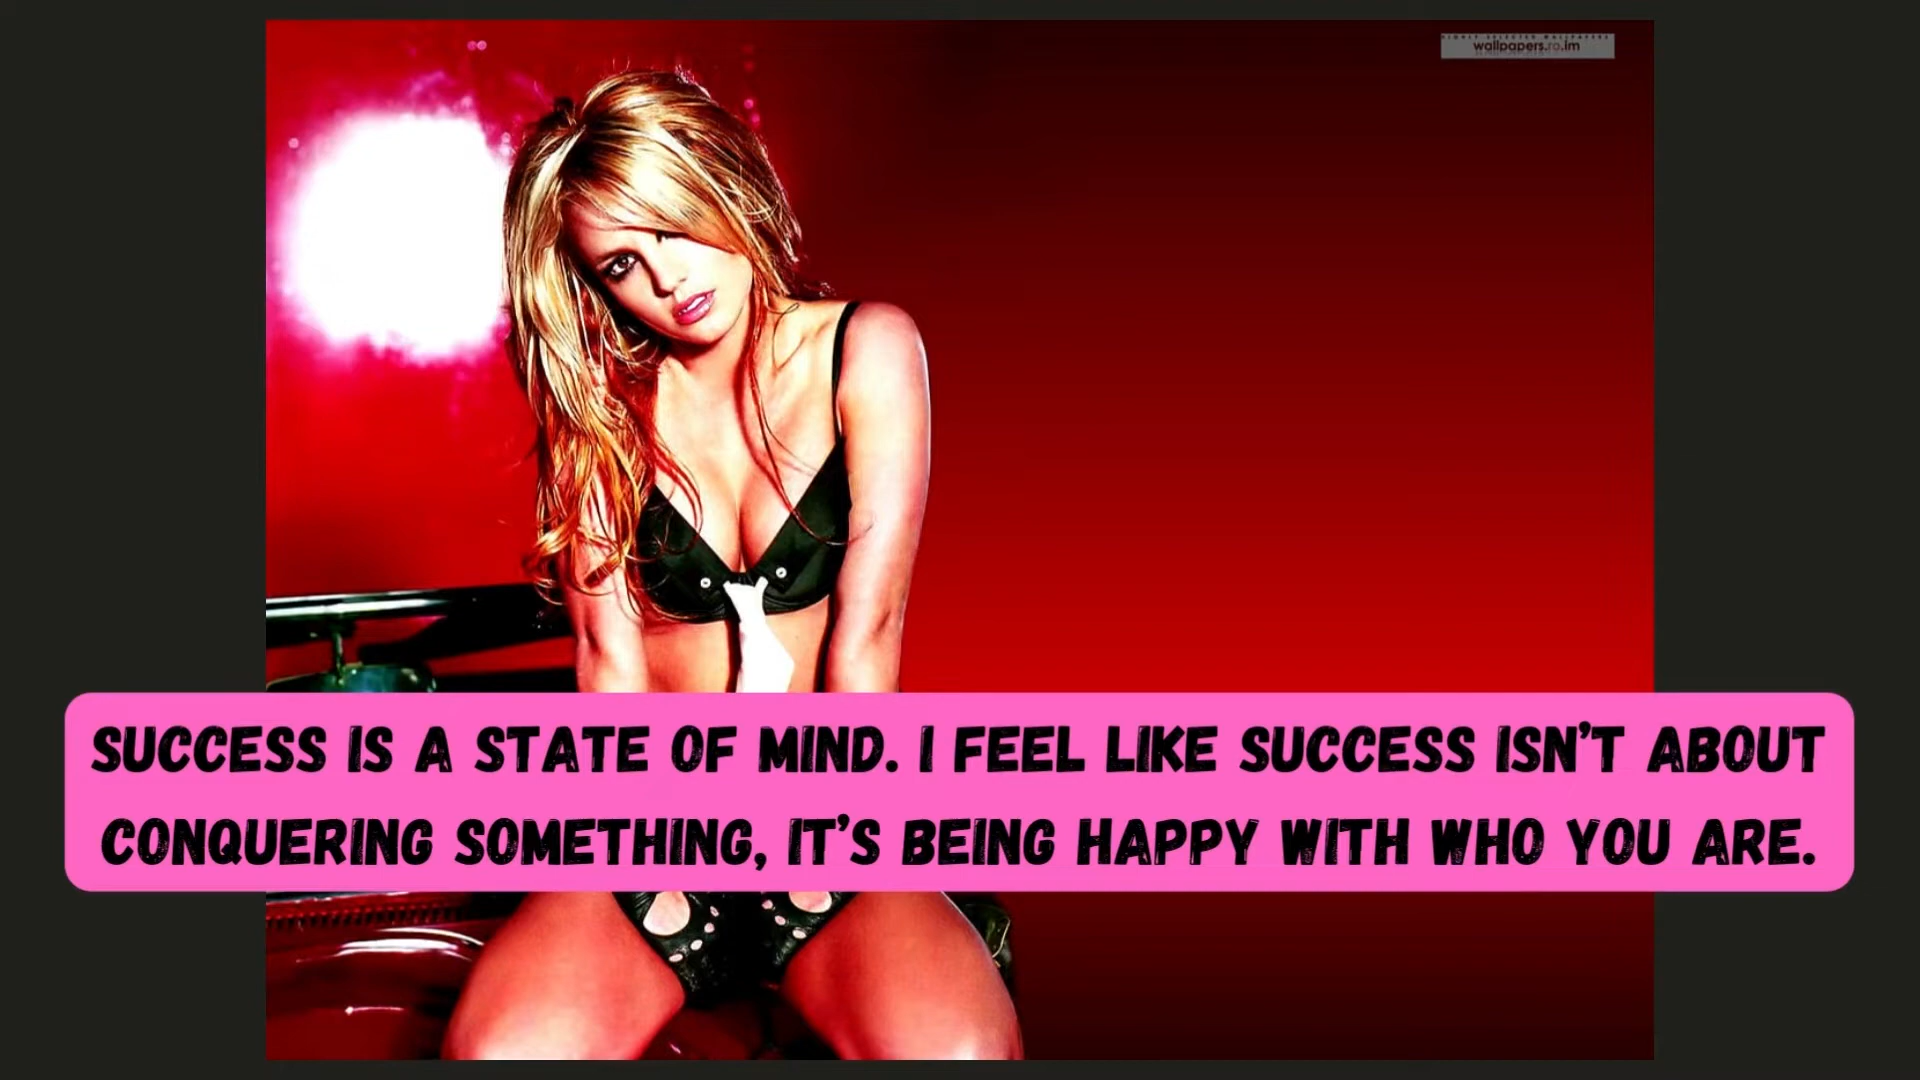 wallpapers.ro.im
SUCCESS IS A STATE OF MIND. I FEEL LIKE SUCCESS ISN'T ABOUT
CONQUERING SOMETHING, IT'S BEING HAPPY WITH WHO YOU ARE.